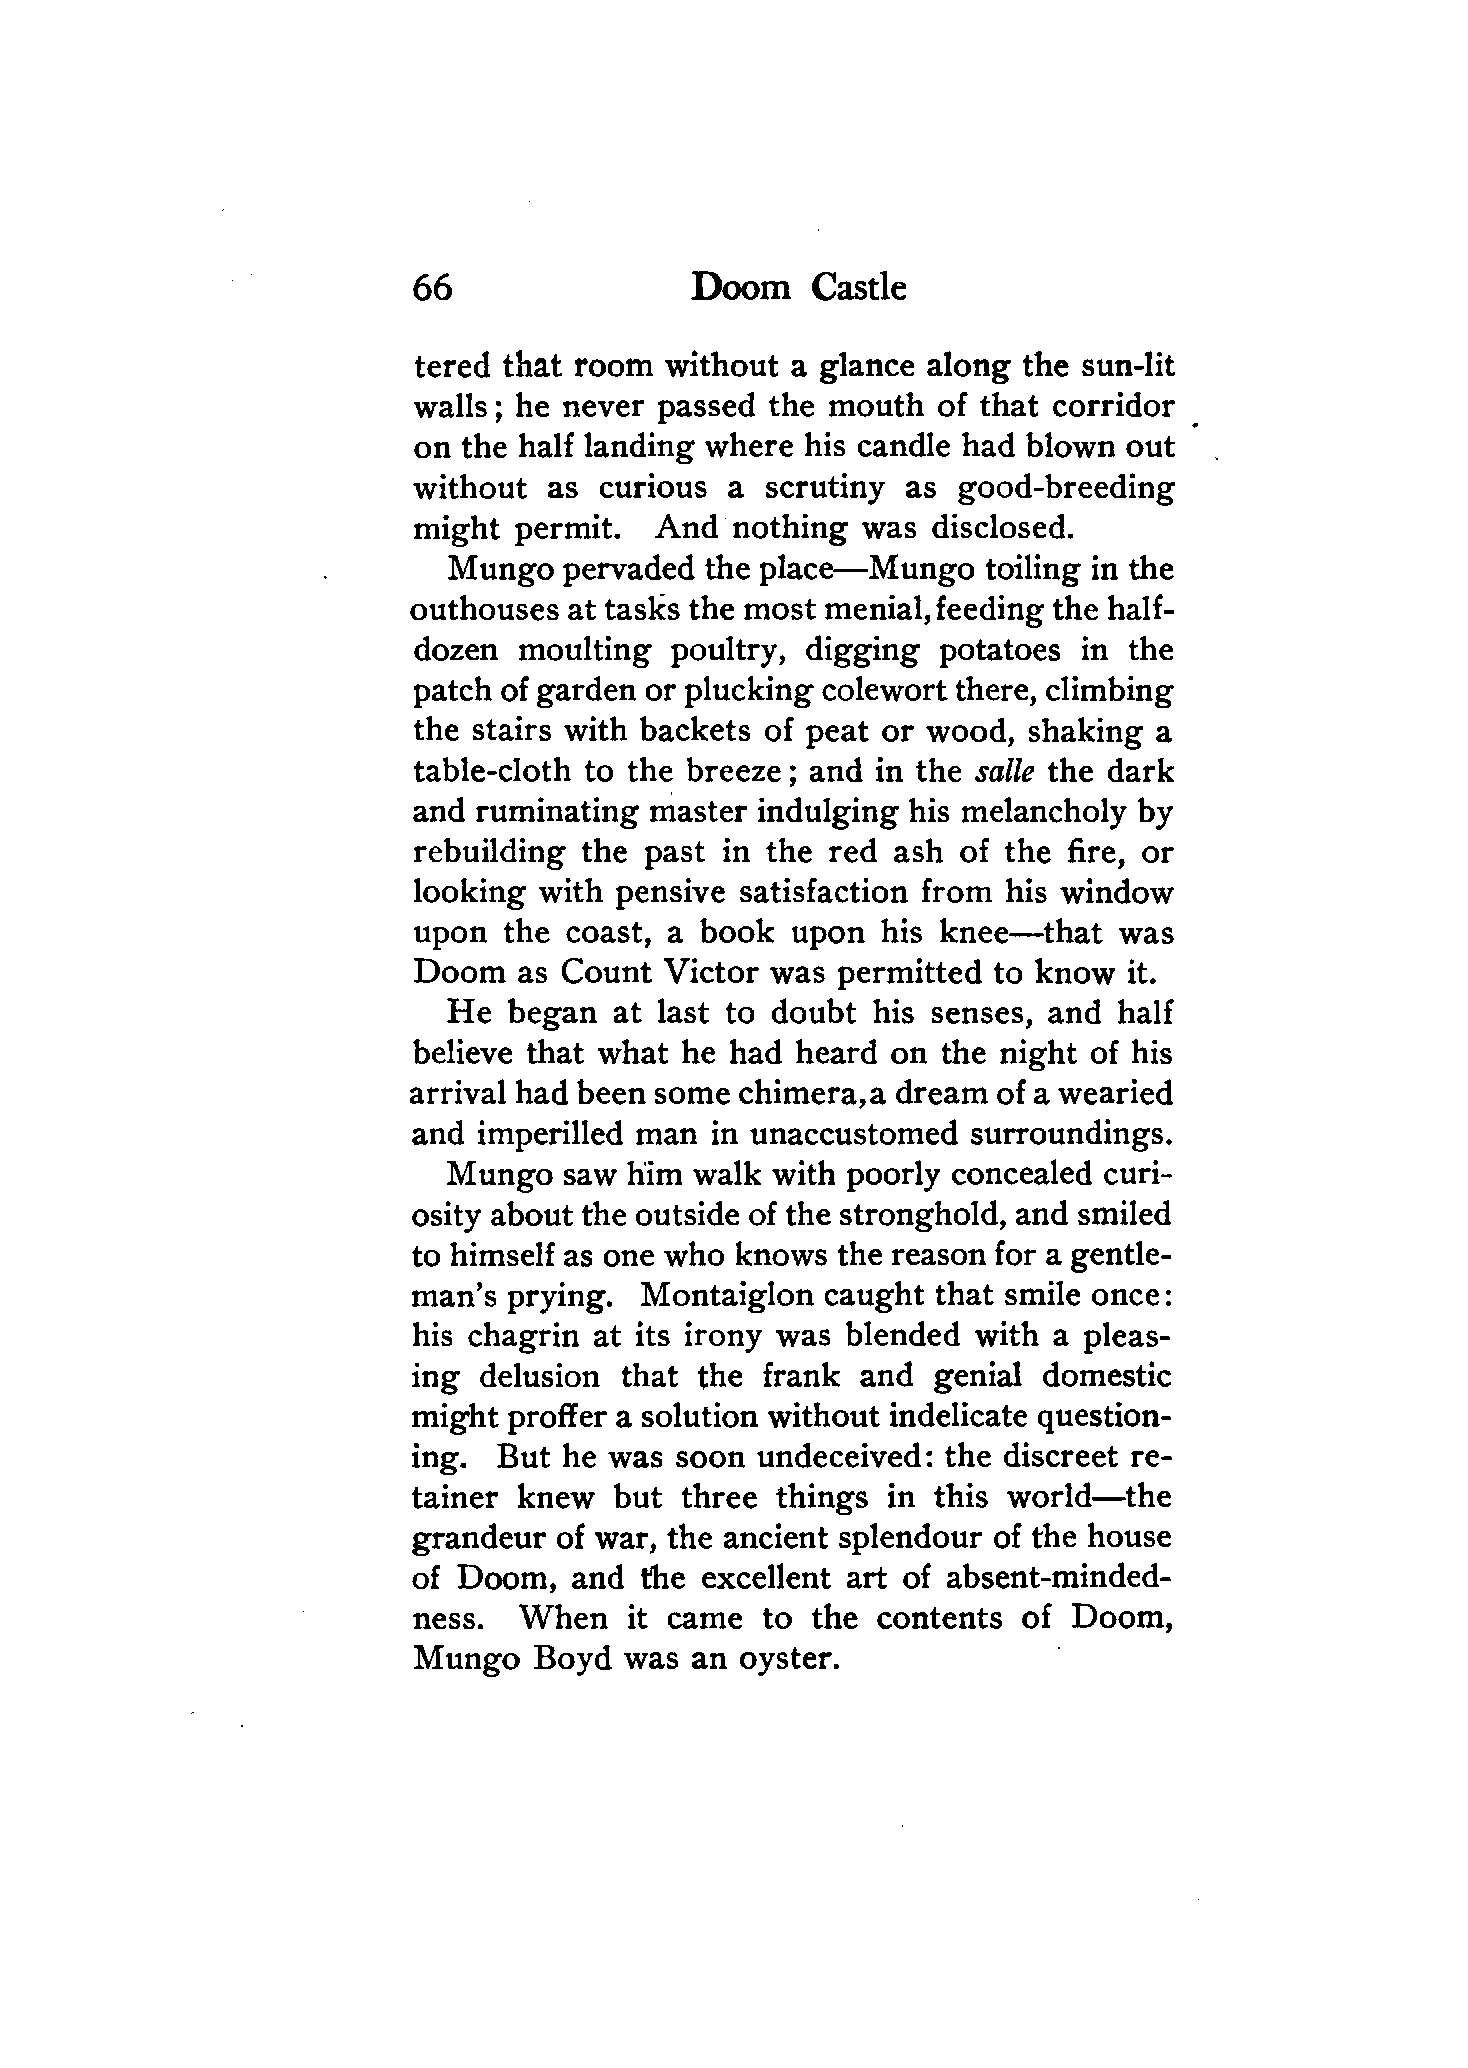 66 Doom Castle
tered that room without a glance along the sun-lit
walls; he never passed the mouth of that corridor
on the half landing where his candle had blown out
without as curious a scrutiny as good-breeding
might permit. And nothing was disclosed.
Mungo pervaded the place—Mungo toiling in the
outhouses at tasks the most menial, feeding the half-
dozen moulting poultry, digging potatoes in the
patch of garden or plucking colewort there, climbing
the stairs with backets of peat or wood, shaking a
table-cloth to the breeze; and in the salle the dark
and ruminating master indulging his melancholy by
rebuilding the past in the red ash of the fire, or
looking with pensive satisfaction from his window
upon the coast, a book upon his knee—that was
Doom as Count Victor was permitted to know it.
He began at last to doubt his senses, and half
believe that what he had heard on the night of his
arrival had been some chimera, a dream of a wearied
and imperilled man in unaccustomed surroundings.
Mungo saw him walk with poorly concealed curi-
osity about the outside of the stronghold, and smiled
to himself as one who knows the reason for a gentle-
man's prying. Montaiglon caught that smile once:
his chagrin at its irony was blended with a pleas-
ing delusion that the frank and genial domestic
might proffer a solution without indelicate question-
ing. But he was soon undeceived: the discreet re-
tainer knew but three things in this world—the
grandeur of war, the ancient splendour of the house
of Doom, and the excellent art of absent-minded-
ness. When it came to the contents of Doom,
Mungo Boyd was an oyster.